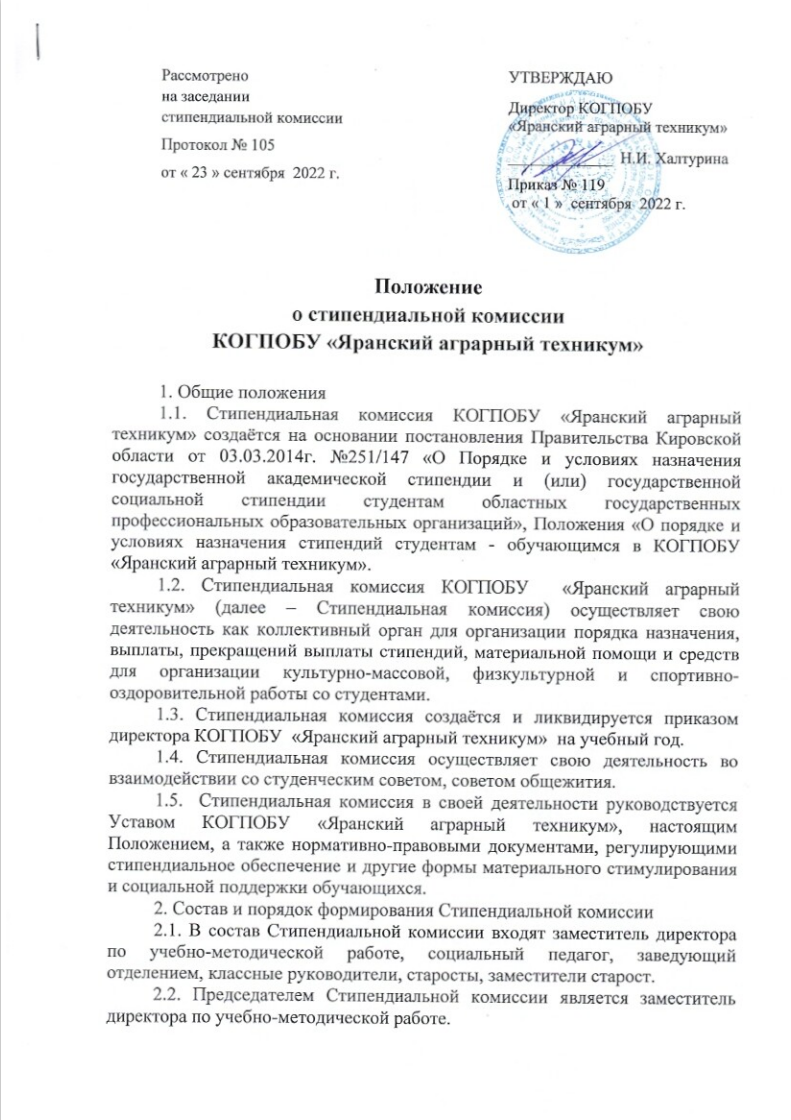 Рассмотрено
на заседании
стипендиальной комиссии
Протокол № 105
от « 23 » сентября 2022 г.
УТВЕРЖДАЮ
Директор КОГПОБУ
«Яранский аграрный техникум»
Н.И. Халтурина
Приказ № 119
от « 1 » сентября 2022 г.
Положение
о стипендиальной комиссии
КОГПОБУ «Яранский аграрный техникум»
1. Общие положения
1.1. Стипендиальная комиссия КОГПОБУ «Яранский аграрный
техникум» создаётся на основании постановления Правительства Кировской
области от 03.03.2014г. №251/147 «О Порядке и условиях назначения
государственной академической стипендии и (или) государственной
социальной стипендии студентам областных государственных
профессиональных образовательных организаций», Положения «О порядке и
условиях назначения стипендий студентам - обучающимся в КОГПОБУ
«Яранский аграрный техникум».
1.2. Стипендиальная комиссия КОГПОБУ «Яранский аграрный
техникум» (далее – Стипендиальная комиссия) осуществляет свою
деятельность как коллективный орган для организации порядка назначения,
выплаты, прекращений выплаты стипендий, материальной помощи и средств
для организации культурно-массовой, физкультурной и спортивно-
оздоровительной работы со студентами.
1.3. Стипендиальная комиссия создаётся и ликвидируется приказом
директора КОГПОБУ «Яранский аграрный техникум» на учебный год.
1.4. Стипендиальная комиссия осуществляет свою деятельность во
взаимодействии со студенческим советом, советом общежития.
1.5. Стипендиальная комиссия в своей деятельности руководствуется
Уставом КОГПОБУ «Яранский аграрный техникум», настоящим
Положением, а также нормативно-правовыми документами, регулирующими
стипендиальное обеспечение и другие формы материального стимулирования
и социальной поддержки обучающихся.
2. Состав и порядок формирования Стипендиальной комиссии
2.1. В состав Стипендиальной комиссии входят заместитель директора
по учебно-методической работе, социальный педагог, заведующий
отделением, классные руководители, старосты, заместители старост.
2.2. Председателем Стипендиальной комиссии является заместитель
директора по учебно-методической работе.